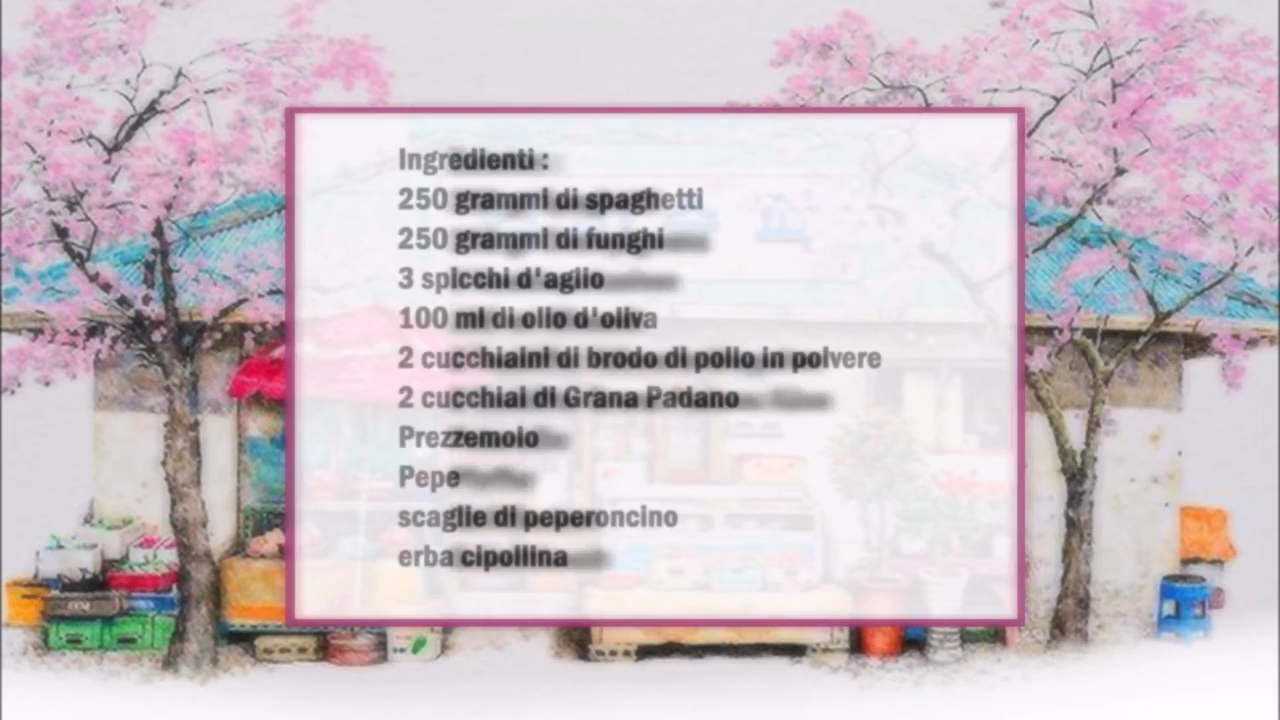 Ingredienti :
250 grammi di spaghetti
250 grammi di funghi
3 spicchi d'aglio
100 ml di olio d'oliva
2 cucchiaini di brodo di pollo in polvere
2 cucchiai di Grana Padano
Prezzemolo
Pepe
scaglie di peperoncino
erba cipollina